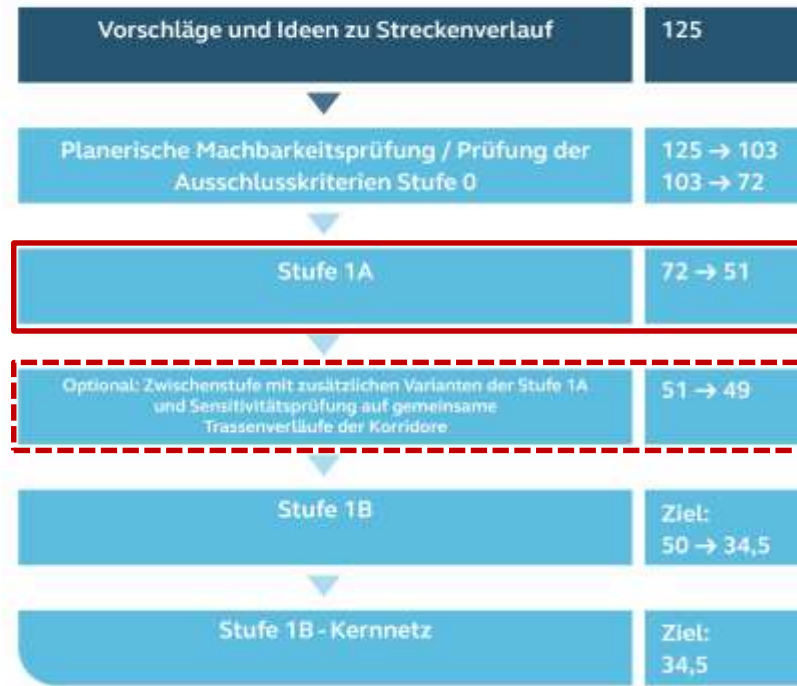 Vorschläge und Ideen zu Streckenverlauf
125
Planerische Machbarkeitsprüfung / Prüfung der
Ausschlusskriterien Stufe 0
125 → 103
103 → 72
Stufe 1A
72 → 51
Optional: Zwischenstufe mit zusätzlichen Varianten der Stufe 1A
und Sensitivitätsprüfung auf gemeinsame
Trassenverläufe der Korridore
51 → 49
Stufe 1B
Ziel:
50 → 34,5
Stufe 1B - Kernnetz
Ziel:
34,5